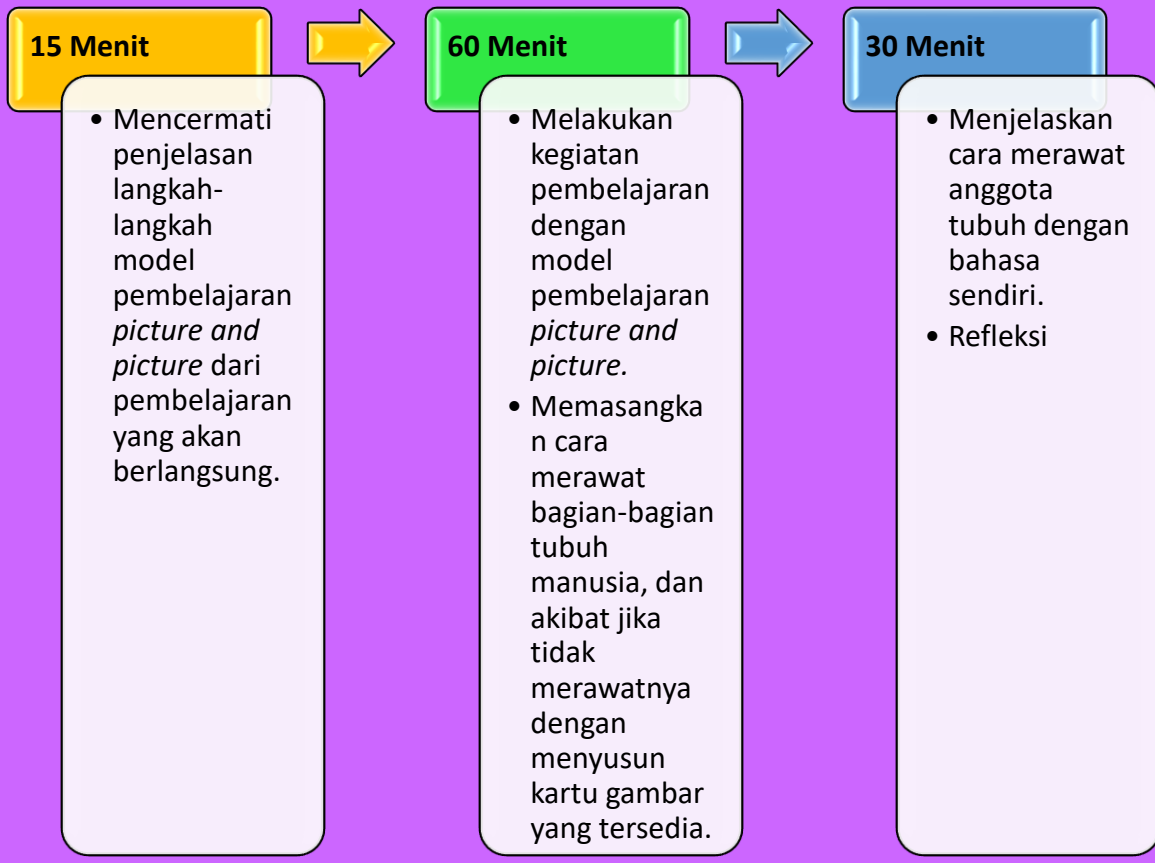 15 Menit
• Mencermati
penjelasan
langkah-
langkah
model
pembelajaran
picture and
picture dari
pembelajaran
yang akan
berlangsung.
60 Menit
• Melakukan
kegiatan
pembelajaran
dengan
model
pembelajaran
picture and
picture.
• Memasangka
n cara
merawat
bagian-bagian
tubuh
manusia, dan
akibat jika
tidak
merawatnya
dengan
menyusun
kartu gambar
yang tersedia.
30 Menit
• Menjelaskan
cara merawat
anggota
tubuh dengan
bahasa
sendiri.
• Refleksi